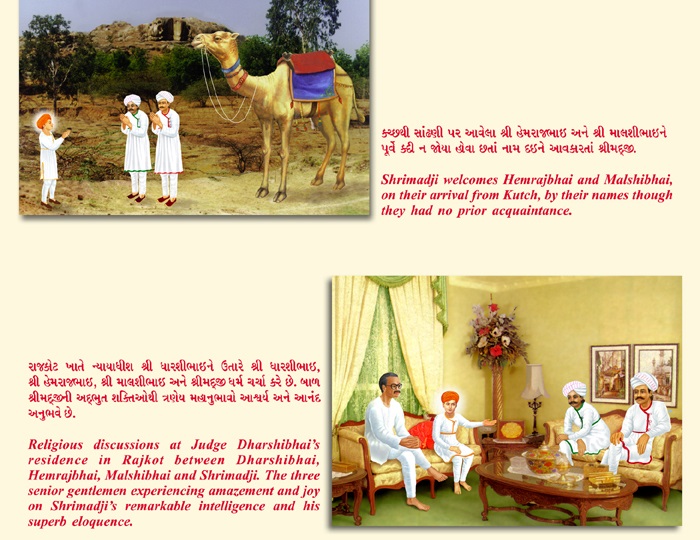 કચ્છથી સાંઢણી પર આવેલા શ્રી હેમરાજભાઇ અને શ્રી માલશીભાઇને
પૂર્વે કદી ન જોયા હોવા છતાં નામ દઇને આવકારતાં શ્રીમદ્જી.
Shrimadji welcomes Hemrajbhai and Malshibhai,
on their arrival from Kutch, by their names though
they had no prior acquaintance.
રાજકોટ ખાતે ન્યાયાધીશ શ્રી ધારશીભાઇને ઉતારે શ્રી ધારશીભાઇ,
શ્રી હેમરાજભાઇ, શ્રી માલશીભાઇ અને શ્રીમદ્જી ધર્મ ચર્ચા કરે છે. બાળ
શ્રીમદ્જીની અદ્ભુત શક્તિઓથી ત્રણેય મહાનુભાવો આશ્ચર્ય અને આનંદ
અનુભવે છે.
Religious discussions at Judge Dharshibhai's
residence in Rajkot between Dharshibhai,
Hemrajbhai, Malshibhai and Shrimadji. The three
senior gentlemen experiencing amazement and joy
on Shrimadji's remarkable intelligence and his
superb eloquence.